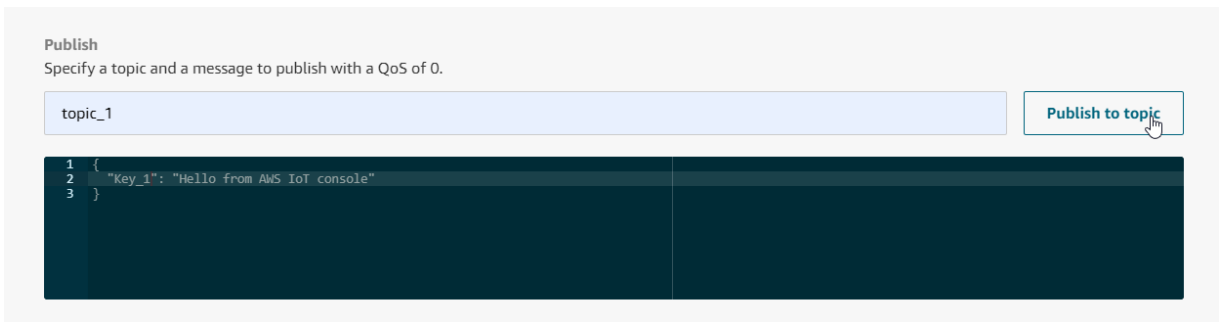 Publish
Specify a topic and a message to publish with a QoS of 0.
topic_1
Publish to topic
1 {
2 "Key_1": "Hello from AWS IoT console"
3 }